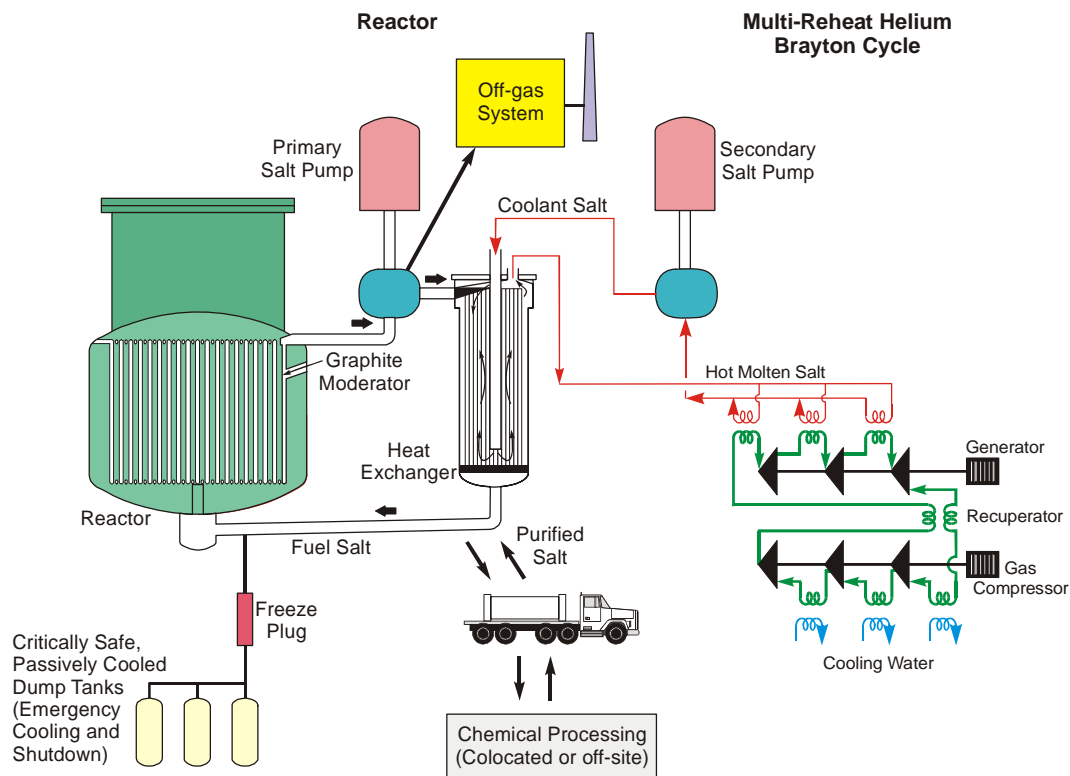 Reactor
Multi-Reheat Helium
Brayton Cycle
Off-gas
System
Primary
Salt Pump
Secondary
Salt Pump
Coolant Salt
Graphite
Moderator
Hot Molten Salt
Heat
Exchanger
Generator
Reactor
Recuperator
Fuel Salt
Purified
Salt
Gas
Compressor
Freeze
Plug
Cooling Water
Critically Safe,
Passively Cooled
Dump Tanks
(Emergency
Cooling and
Shutdown)
Chemical Processing
(Colocated or off-site)